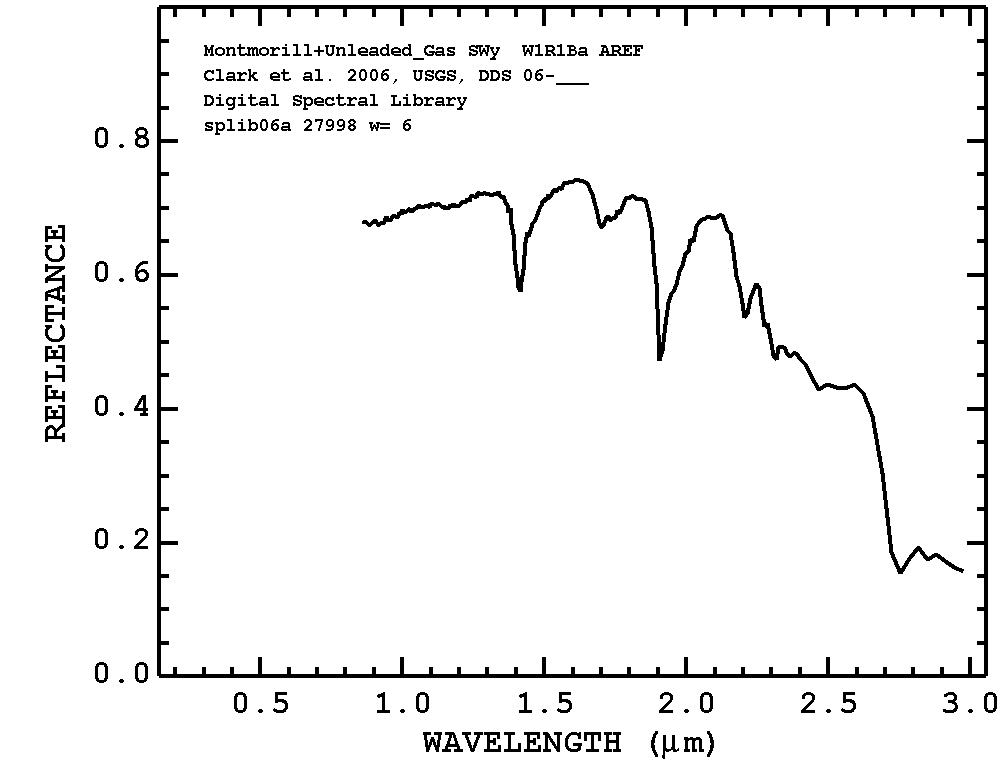 Montmorill+Unleaded_Gas SWy  W1R1Ba AREF
Clark et al. 2006, USGS, DDS 06-___
Digital Spectral Library
splib06a 27998 w= 6
0.8
0.6
0.4
0.2
0.0
REFLECTANCE
0.5 1.0 1.5 2.0 2.5 3.0
WAVELENGTH (μm)